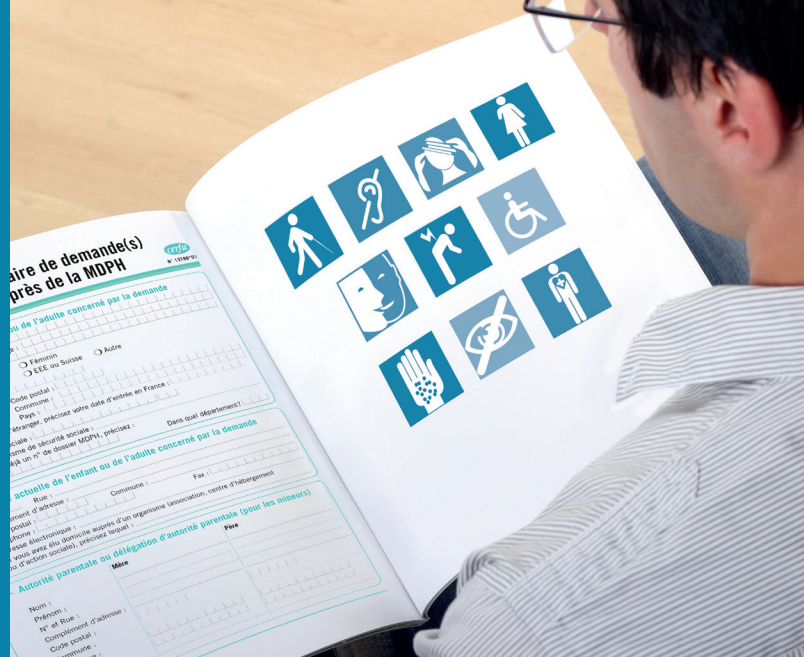 aire de demande(s)
près de la MDPH
cerfa
N° 13788*01
ou de l'adulte concerné par la demande
Féminin
EEE ou Suisse
Autre
Code postal :
Commune :
Pays :
étranger, précisez votre date d'entrée en France :
ociale :
isme de sécurité sociale :
éjà un n° de dossier MDPH, précisez :
Dans quel département?
actuelle de l'enfant ou de l'adulte concerné par la demande
Rue :
ment d'adresse :
postal :
Commune :
phone :
Fax :
resse électronique :
i vous avez élu domicile auprès d'un organisme (association, centre d'hébergement
ou d'action sociale), précisez lequel :
Autorité parentale ou délégation d'autorité parentale (pour les mineurs)
Mère
Père
Nom :
Prénom :
N° et Rue :
Complément d'adresse :
Code postal :
ommune :